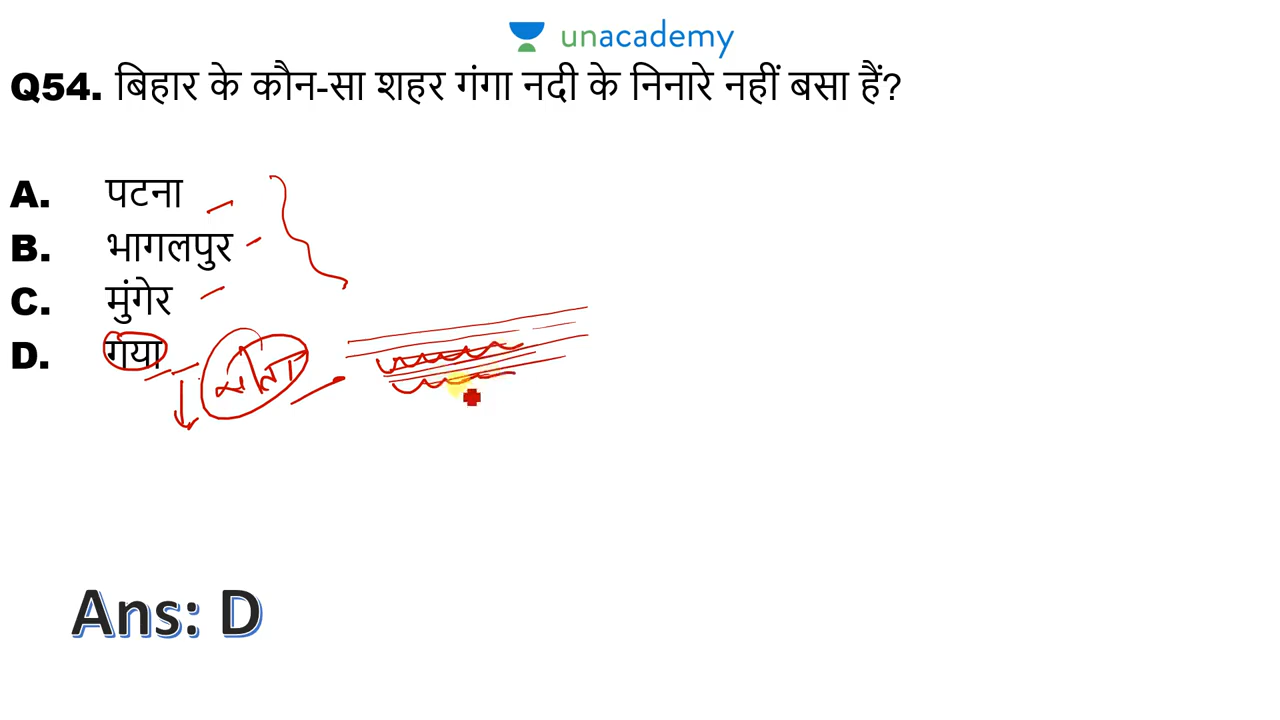 unacademy
Q54. बिहार के कौन-सा शहर गंगा नदी के निनारे नहीं बसा हैं?
A. पटना
B. भागलपुर
C. मुंगेर
D. गया
Ans: D